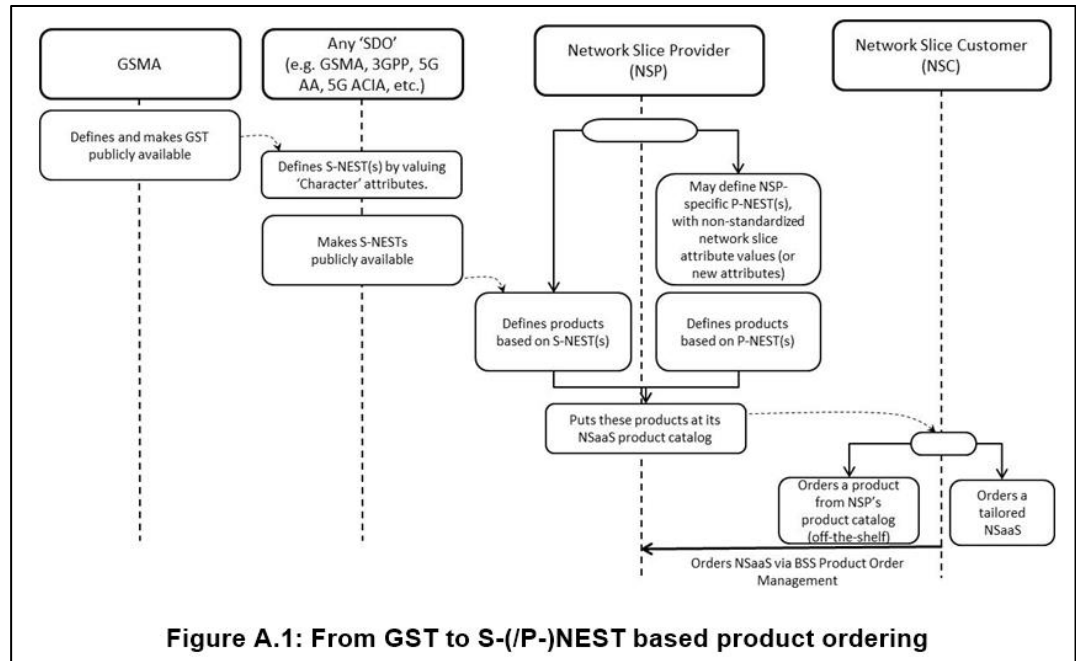 GSMA
Any ‘SDO’
(e.g. GSMA, 3GPP, 5G
AA, 5G ACIA, etc.)
Network Slice Provider
(NSP)
Network Slice Customer
(NSC)
Defines and makes GST
publicly available
Defines S-NEST(s) by valuing
‘Character’ attributes.
Makes S-NESTs
publicly available
May define NSP-
specific P-NEST(s),
with non-standardized
network slice
attribute values (or
new attributes)
Defines products
based on S-NEST(s)
Defines products
based on P-NEST(s)
Puts these products at its
NSaaS product catalog
Orders a product
from NSP’s
product catalog
(off-the-shelf)
Orders a
tailored
NSaaS
Orders NSaaS via BSS Product Order
Management
Figure A.1: From GST to S-(/P-)NEST based product ordering